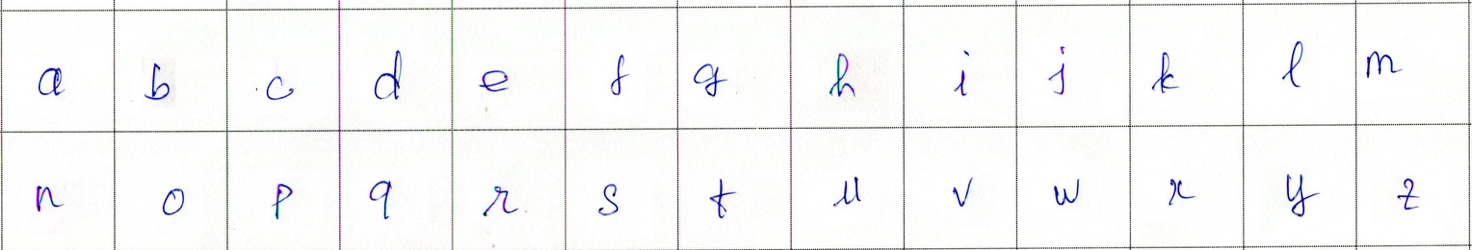 a b c d e f g h i j k l m
n o p q r s t u v w x y z